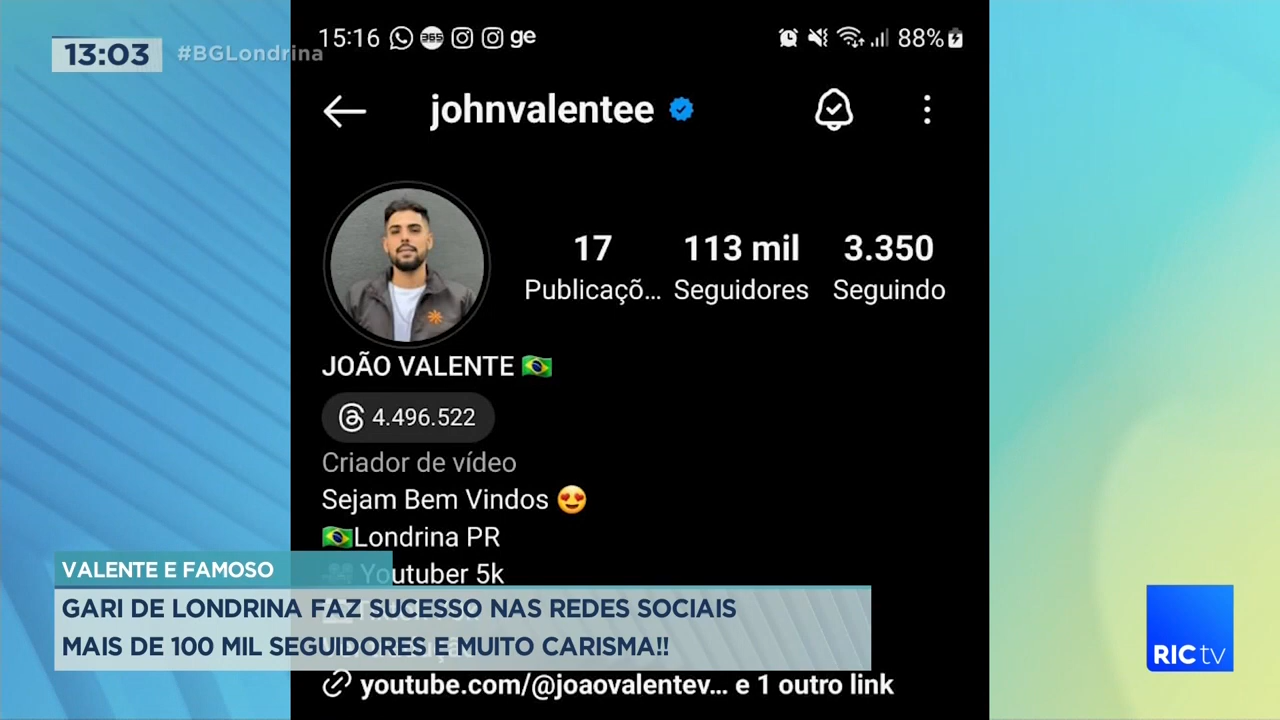 13:03 #BGLondrina
15:16 365 ge 88%
johnvalentee
17 113 mil 3.350
Publicaçõ... Seguidores Seguindo
JOÃO VALENTE
4.496.522
Criador de vídeo
Sejam Bem Vindos
Londrina PR
Youtuber 5k
VALENTE E FAMOSO
GARI DE LONDRINA FAZ SUCESSO NAS REDES SOCIAIS
MAIS DE 100 MIL SEGUIDORES E MUITO CARISMA!!
youtube.com/@joaovalentev... e 1 outro link
RIC tv